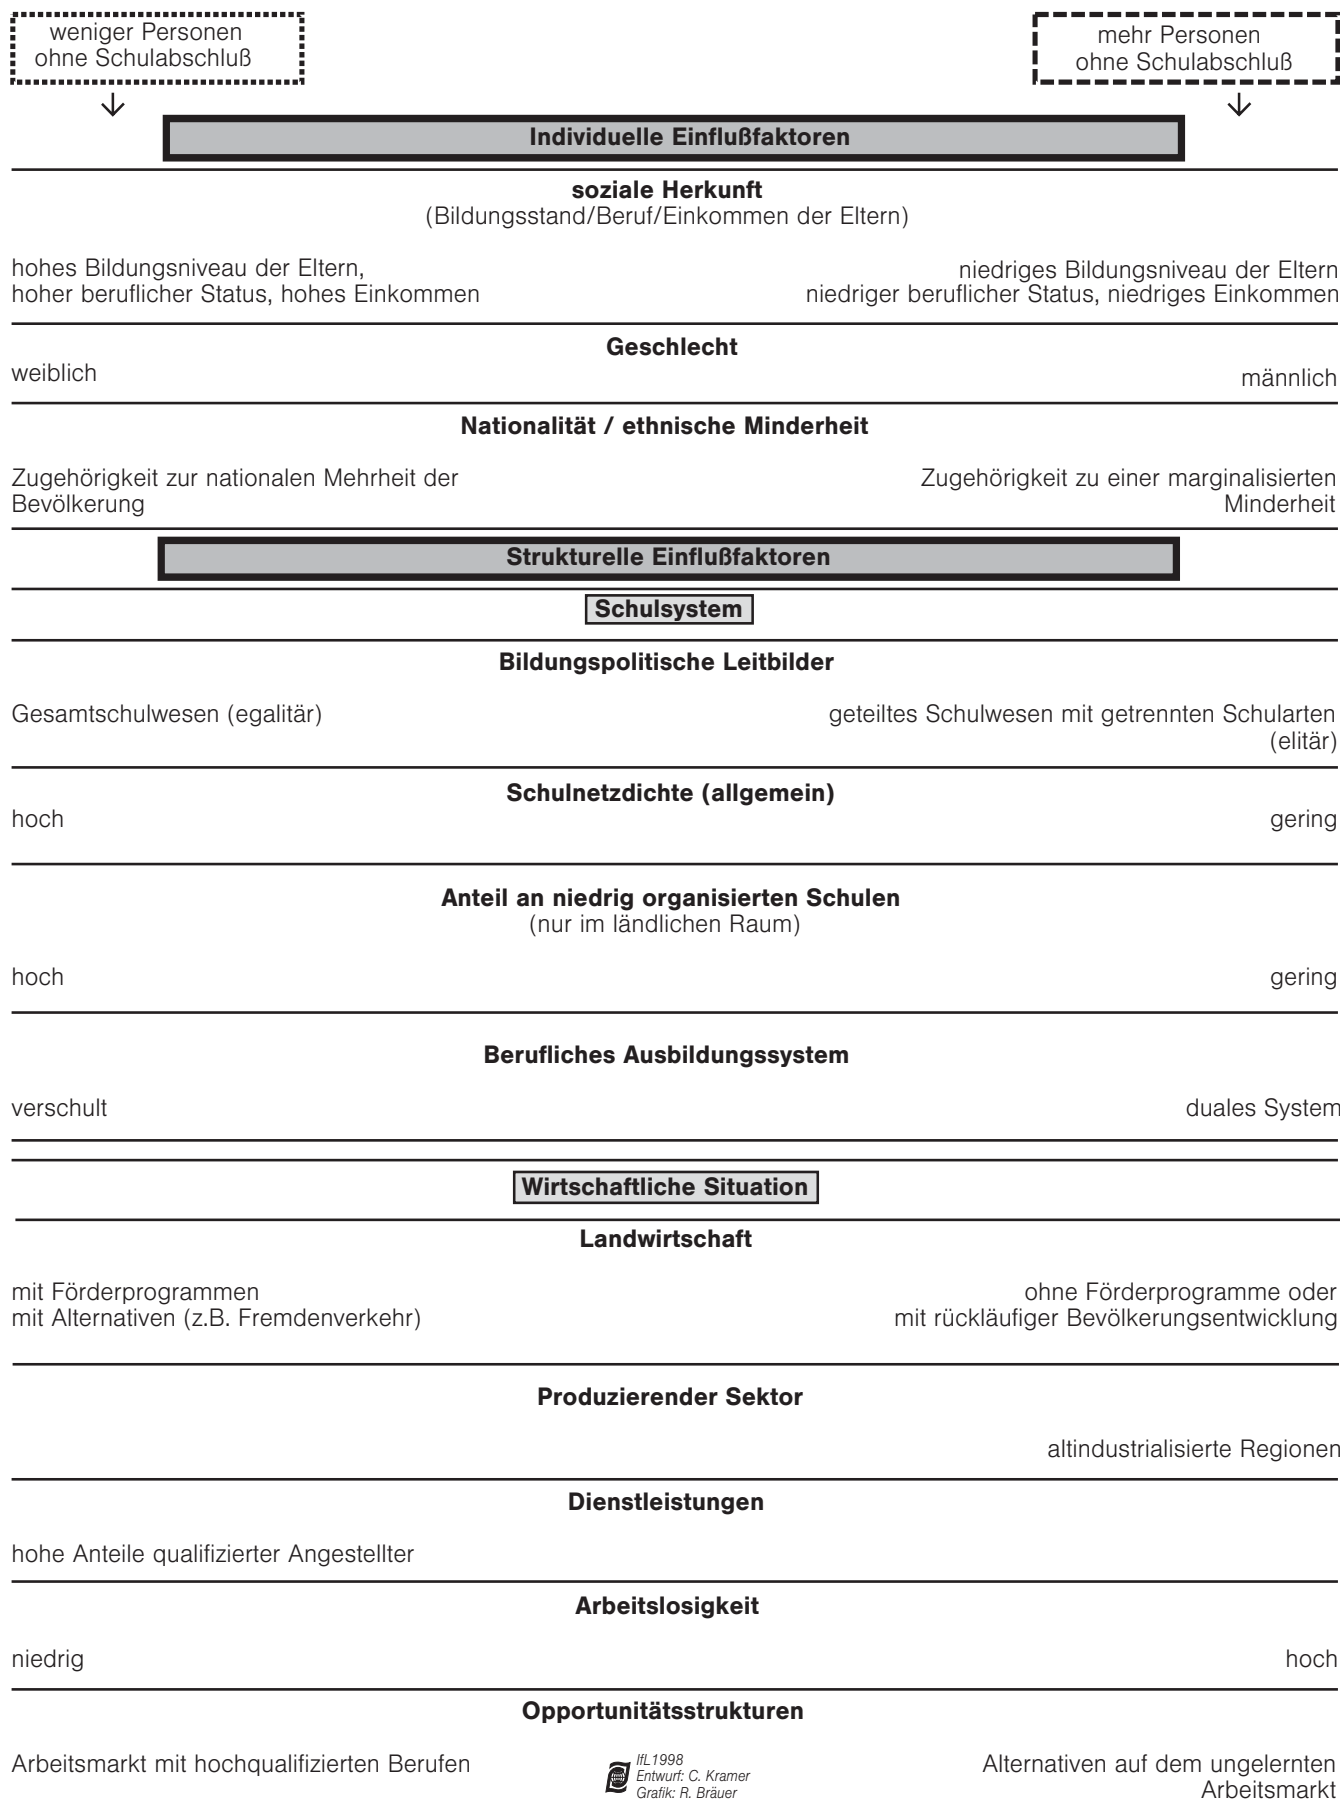 weniger Personen
ohne Schulabschluß
mehr Personen
ohne Schulabschluß
Individuelle Einflußfaktoren
soziale Herkunft
(Bildungsstand/Beruf/Einkommen der Eltern)
hohes Bildungsniveau der Eltern,
hoher beruflicher Status, hohes Einkommen
niedriges Bildungsniveau der Eltern
niedriger beruflicher Status, niedriges Einkommen
Geschlecht
weiblich
männlich
Nationalität / ethnische Minderheit
Zugehörigkeit zur nationalen Mehrheit der
Bevölkerung
Zugehörigkeit zu einer marginalisierten
Minderheit
Strukturelle Einflußfaktoren
Schulsystem
Bildungspolitische Leitbilder
Gesamtschulwesen (egalitär)
geteiltes Schulwesen mit getrennten Schularten
(elitär)
Schulnetzdichte (allgemein)
hoch
gering
Anteil an niedrig organisierten Schulen
(nur im ländlichen Raum)
hoch
gering
Berufliches Ausbildungssystem
verschult
duales System
Wirtschaftliche Situation
Landwirtschaft
mit Förderprogrammen
mit Alternativen (z.B. Fremdenverkehr)
ohne Förderprogramme oder
mit rückläufiger Bevölkerungsentwicklung
Produzierender Sektor
altindustrialisierte Regionen
Dienstleistungen
hohe Anteile qualifizierter Angestellter
Arbeitslosigkeit
niedrig
hoch
Opportunitätsstrukturen
Arbeitsmarkt mit hochqualifizierten Berufen
IfL1998
Entwurf: C. Kramer
Grafik: R. Bräuer
Alternativen auf dem ungelernten
Arbeitsmarkt